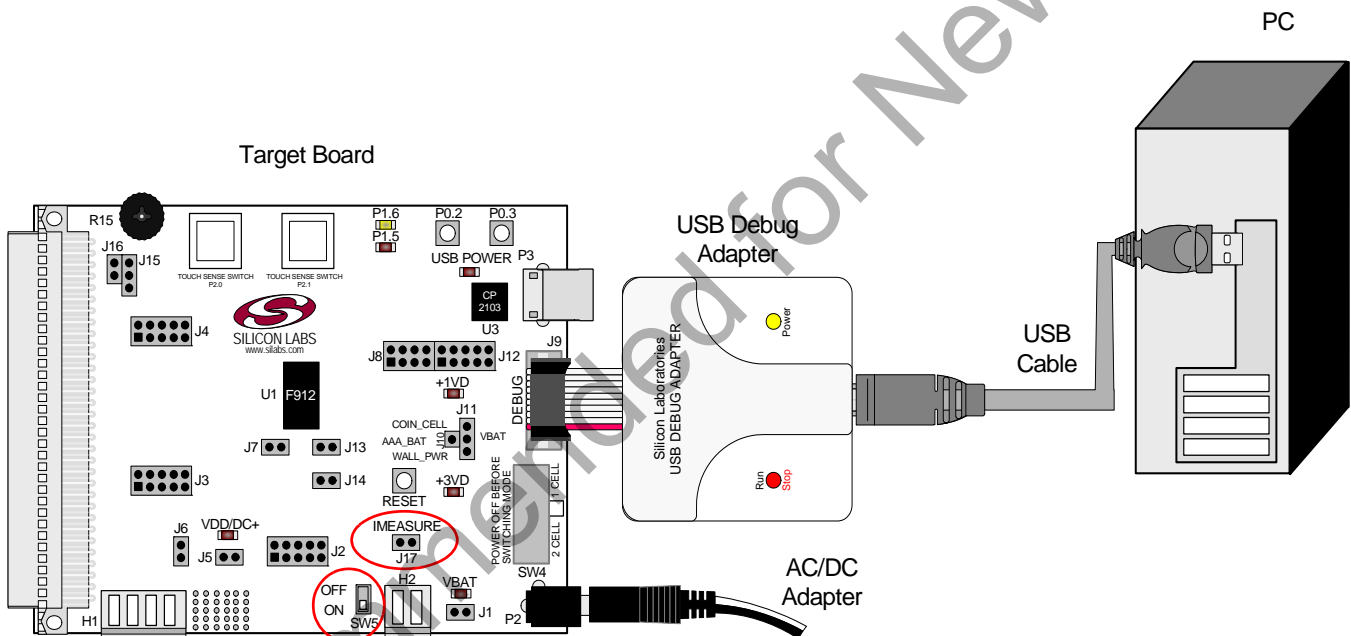 PC
Target Board
R15
P1.6
P1.5
P0.2
P0.3
USB POWER
P3
J16
J15
TOUCH SENSE SWITCH
P2.0
TOUCH SENSE SWITCH
P2.1
CP
2103
U3
J4
SILICON LABS
www.silabs.com
J8
J12
J9
DEBUG
U1
F912
+1VD
J11
COIN_CELL
AAA_BAT
WALL_PWR
J10
VBAT
J7
J13
J3
J14
RESET
+3VD
POWER OFF BEFORE
SWITCHING MODE
1 CELL
2 CELL
SW4
J6
VDD/DC+
J5
J2
IMEASURE
J17
OFF
ON
SW5
H2
VBAT
J1
P2
H1
USB Debug
Adapter
Silicon Laboratories
USB DEBUG ADAPTER
Power
Run
Stop
USB
Cable
AC/DC
Adapter
mmended for New